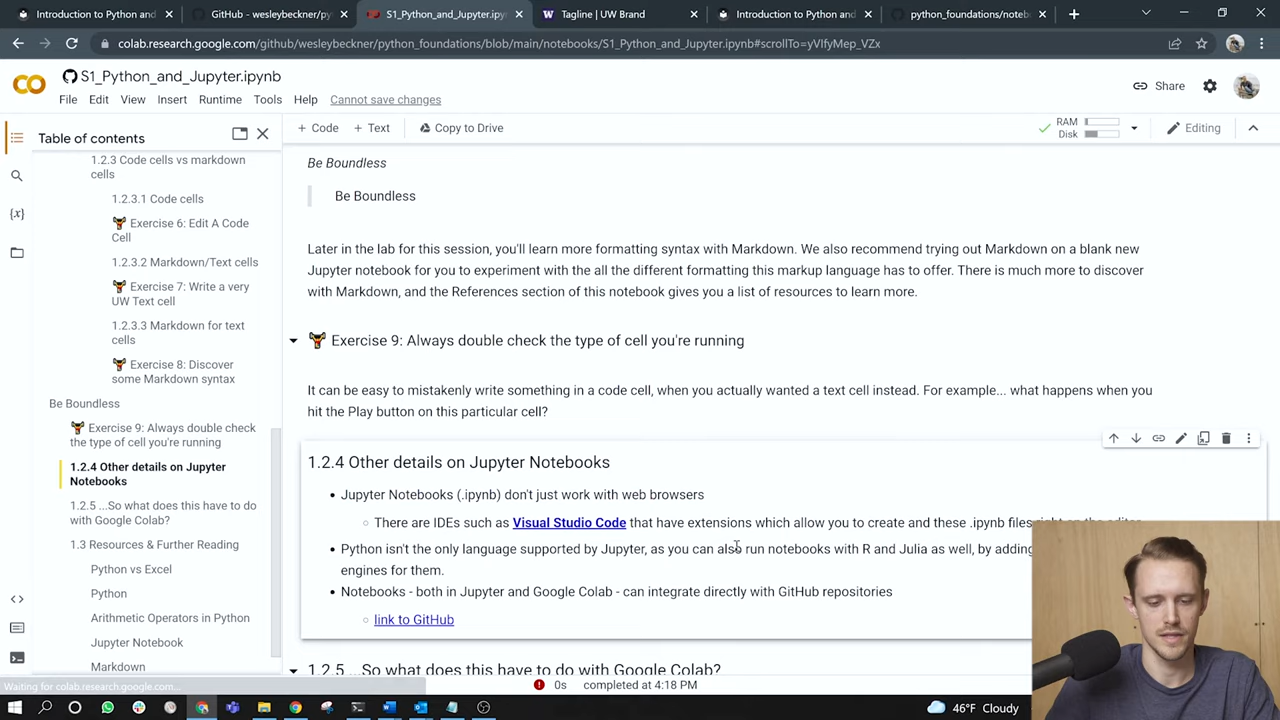 Introduction to Python and
GitHub - wesleybeckner/py
S1_Python_and_Jupyter.ipy
Tagline | UW Brand
Introduction to Python and
python_foundations/noteb
colab.research.google.com/github/wesleybeckner/python_foundations/blob/main/notebooks/S1_Python_and_Jupyter.ipynb#scrollTo=yVIfyMep_VZx
S1_Python_and_Jupyter.ipynb
Share
File Edit View Insert Runtime Tools Help Cannot save changes
+ Code + Text Copy to Drive
RAM
Disk
Editing
Table of contents
1.2.3 Code cells vs markdown
cells
1.2.3.1 Code cells
Exercise 6: Edit A Code
Cell
1.2.3.2 Markdown/Text cells
Exercise 7: Write a very
UW Text cell
1.2.3.3 Markdown for text
cells
Exercise 8: Discover
some Markdown syntax
Be Boundless
Exercise 9: Always double check
the type of cell you're running
1.2.4 Other details on Jupyter
Notebooks
1.2.5 ...So what does this have to do
with Google Colab?
1.3 Resources & Further Reading
Python vs Excel
Python
Arithmetic Operators in Python
Jupyter Notebook
Markdown
Be Boundless
Be Boundless
Later in the lab for this session, you'll learn more formatting syntax with Markdown. We also recommend trying out Markdown on a blank new
Jupyter notebook for you to experiment with the all the different formatting this markup language has to offer. There is much more to discover
with Markdown, and the References section of this notebook gives you a list of resources to learn more.
Exercise 9: Always double check the type of cell you're running
It can be easy to mistakenly write something in a code cell, when you actually wanted a text cell instead. For example... what happens when you
hit the Play button on this particular cell?
1.2.4 Other details on Jupyter Notebooks
• Jupyter Notebooks (.ipynb) don't just work with web browsers
◦ There are IDEs such as Visual Studio Code that have extensions which allow you to create and these .ipynb files right on the editor
• Python isn't the only language supported by Jupyter, as you can also run notebooks with R and Julia as well, by adding
engines for them.
• Notebooks - both in Jupyter and Google Colab - can integrate directly with GitHub repositories
◦ link to GitHub
1.2.5 ...So what does this have to do with Google Colab?
Waiting for colab.research.google.com...
0s completed at 4:18 PM
46°F Cloudy